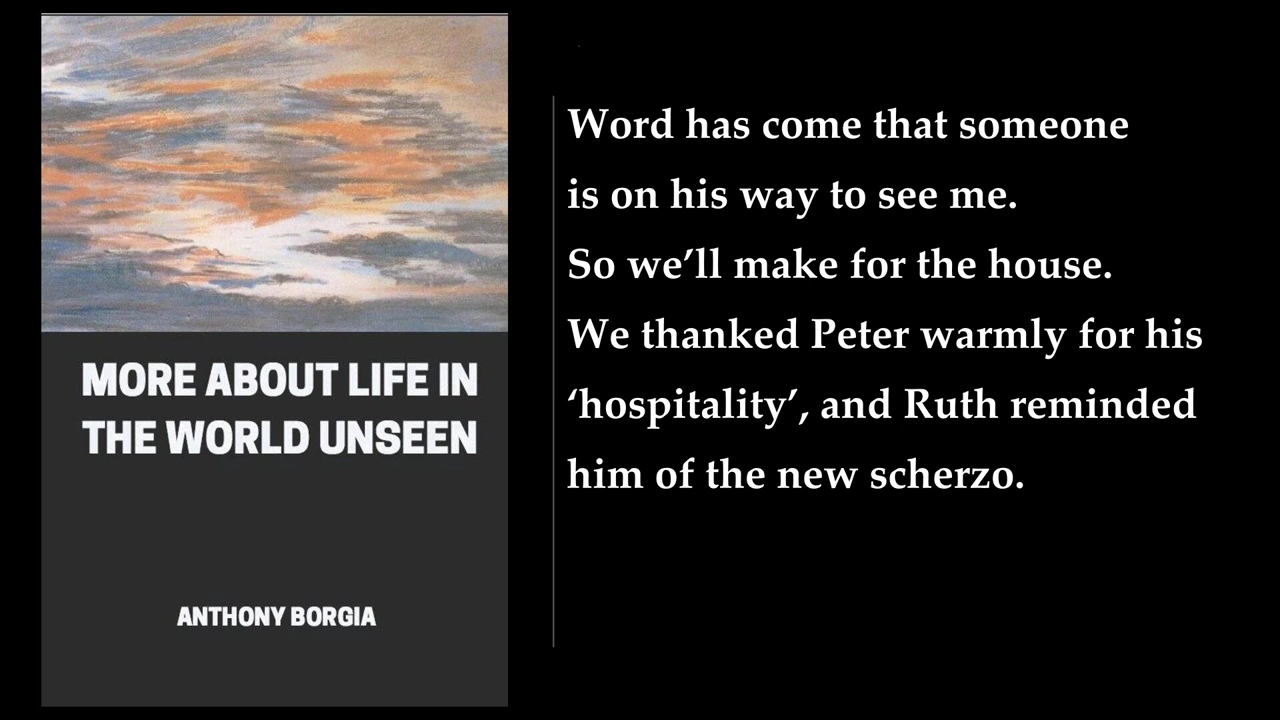 MORE ABOUT LIFE IN
THE WORLD UNSEEN
ANTHONY BORGIA
Word has come that someone
is on his way to see me.
So we’ll make for the house.
We thanked Peter warmly for his
‘hospitality’, and Ruth reminded
him of the new scherzo.